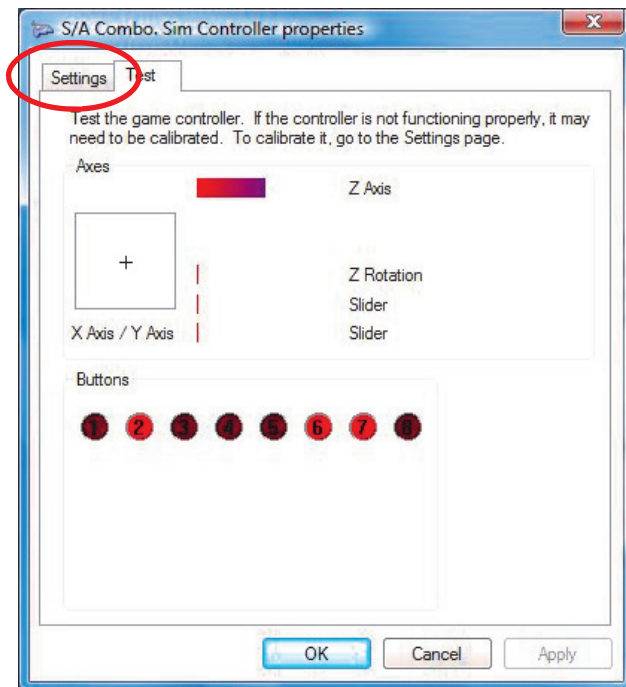 S/A Combo. Sim Controller properties
Settings Test
Test the game controller. If the controller is not functioning properly, it may
need to be calibrated. To calibrate it, go to the Settings page.
Axes
Z Axis
Z Rotation
Slider
X Axis / Y Axis Slider
Buttons
1 2 3 4 5 6 7 8
OK Cancel Apply